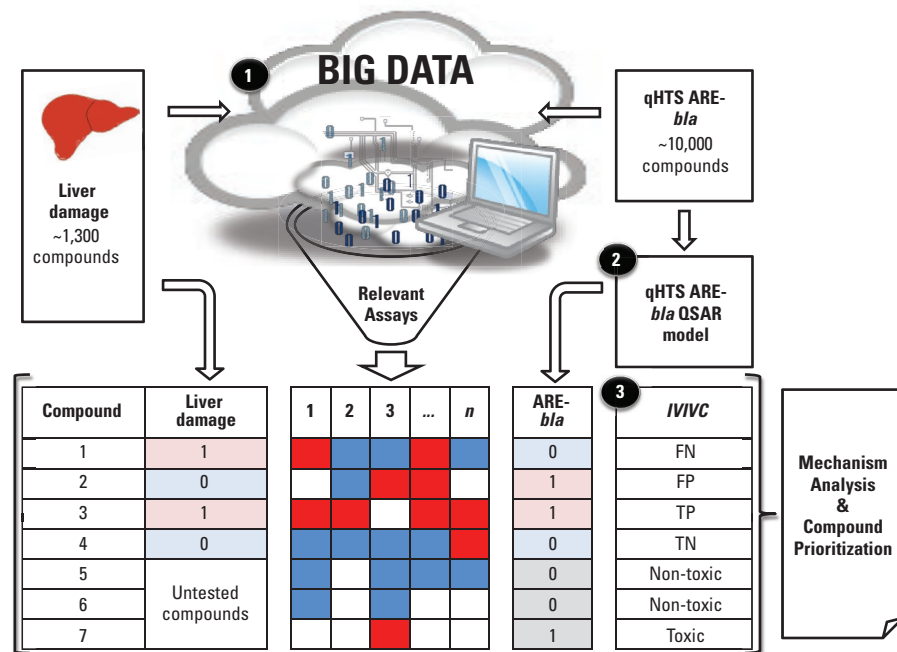 1
BIG DATA
Liver
damage
~1,300
compounds
qHTS ARE-
bla
~10,000
compounds
2
qHTS ARE-
bla QSAR
model
Relevant
Assays
Compound
Liver
damage
1 2 3 ... n
ARE-
bla
3
IVIVC
1 1 0 FN
2 0 1 FP
3 1 1 TP
4 0 0 TN
5 0 Non-toxic
6 0 Non-toxic
7 1 Toxic
Untested
compounds
Mechanism
Analysis
&
Compound
Prioritization